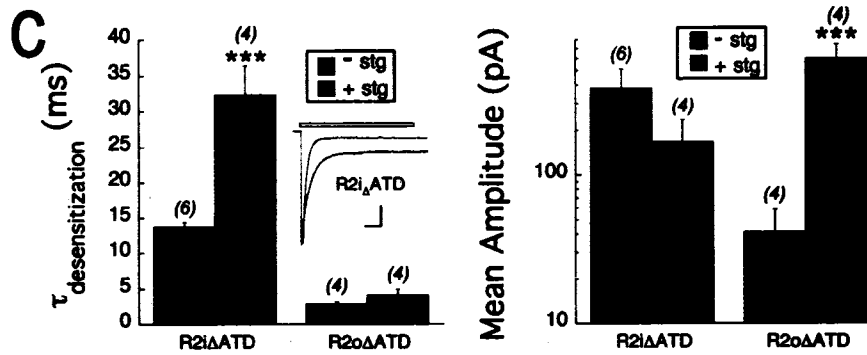 C
τ desensitization (ms)
40
35
30
25
20
15
10
5
0
(6)
(4)
***
(4)
(4)
- stg
+ stg
R2iΔATD
R2iΔATD
R2oΔATD
Mean Amplitude (pA)
100
10
(6)
(4)
(4)
(4)
***
- stg
+ stg
R2iΔATD
R2oΔATD